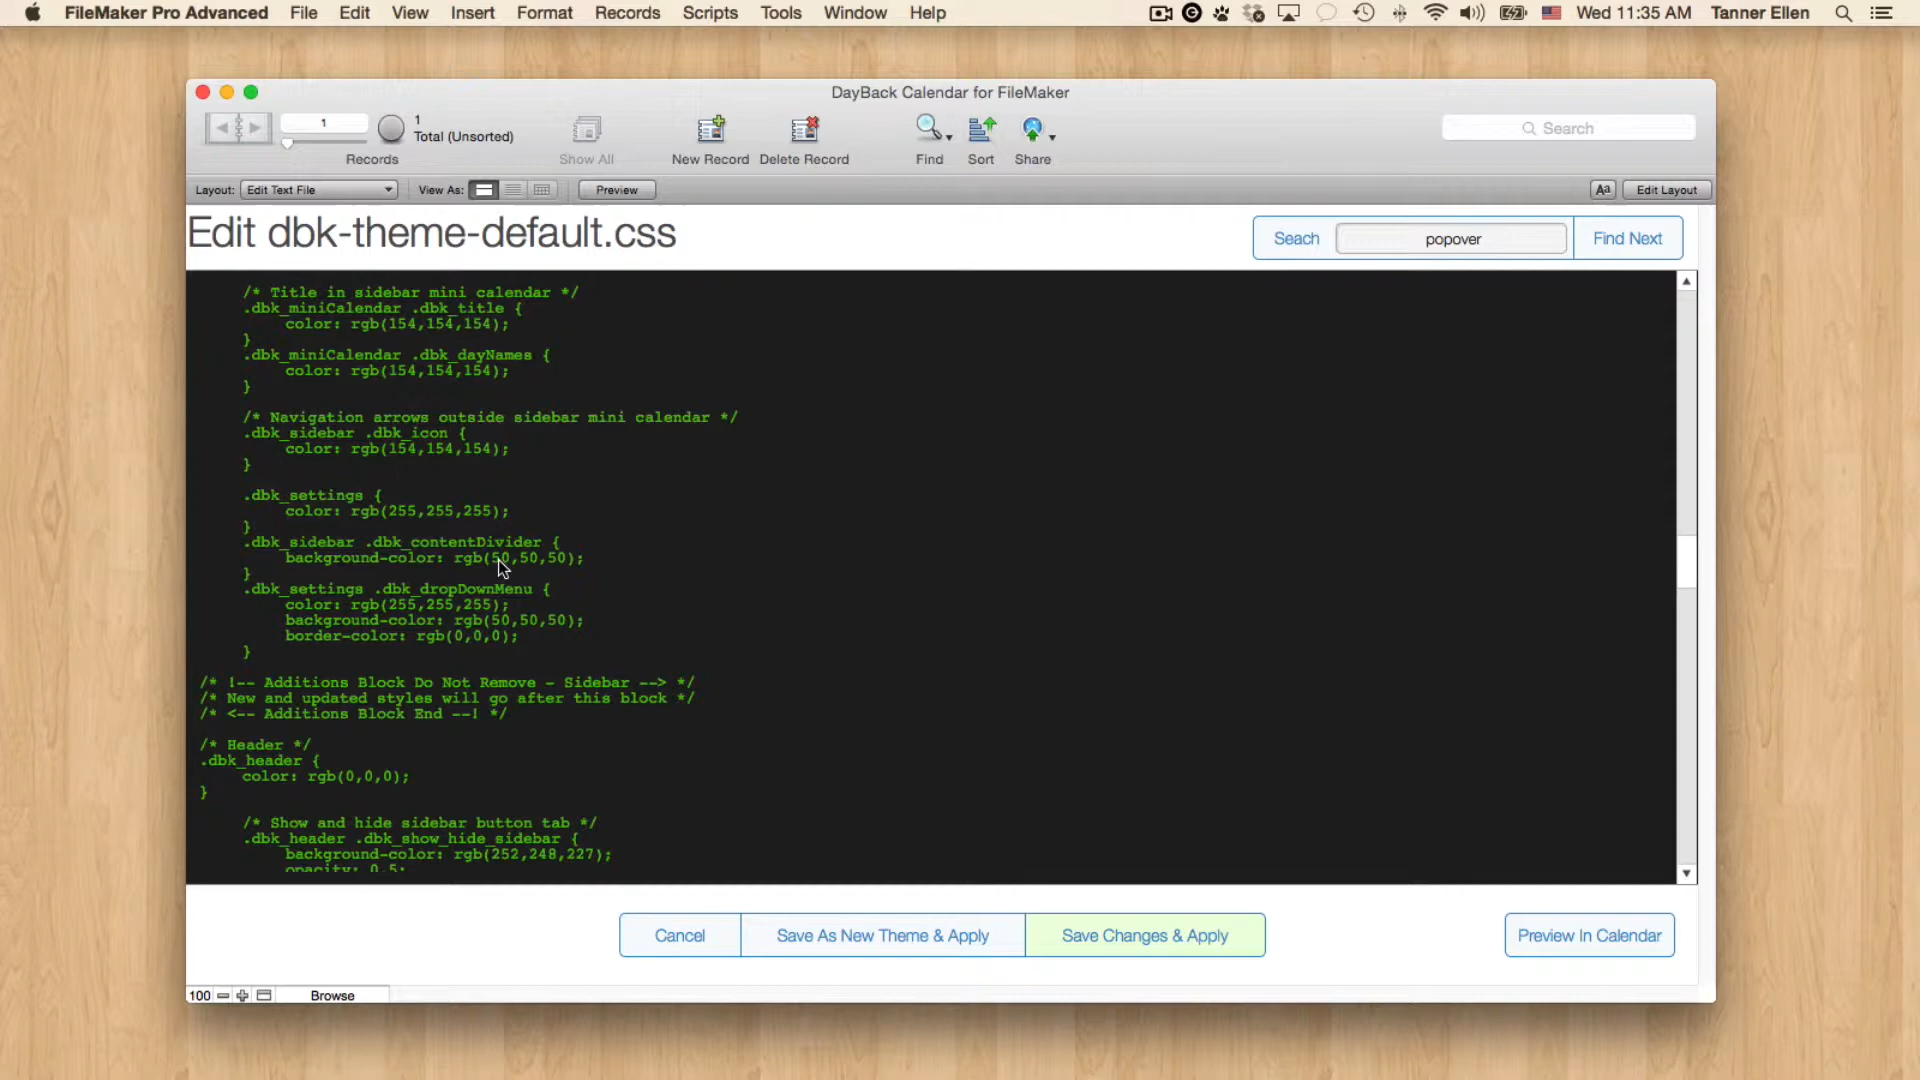 FileMaker Pro Advanced File Edit View Insert Format Records Scripts Tools Window Help Wed 11:35 AM Tanner Ellen
DayBack Calendar for FileMaker
1
1
Total (Unsorted)
Records
Show All
New Record
Delete Record
Find
Sort
Share
Search
Layout: Edit Text File View As: Preview Aa Edit Layout
Edit dbk-theme-default.css
Seach popover Find Next
/* Title in sidebar mini calendar */
.dbk_miniCalendar .dbk_title {
color: rgb(154,154,154);
}
.dbk_miniCalendar .dbk_dayNames {
color: rgb(154,154,154);
}
/* Navigation arrows outside sidebar mini calendar */
.dbk_sidebar .dbk_icon {
color: rgb(154,154,154);
}
.dbk_settings {
color: rgb(255,255,255);
}
.dbk_sidebar .dbk_contentDivider {
background-color: rgb(50,50,50);
}
.dbk_settings .dbk_dropDownMenu {
color: rgb(255,255,255);
background-color: rgb(50,50,50);
border-color: rgb(0,0,0);
}
/* !-- Additions Block Do Not Remove - Sidebar --> */
/* New and updated styles will go after this block */
/* <-- Additions Block End --! */
/* Header */
.dbk_header {
color: rgb(0,0,0);
}
/* Show and hide sidebar button tab */
.dbk_header .dbk_show_hide_sidebar {
background-color: rgb(252,248,227);
opacity: 0.5;
Cancel Save As New Theme & Apply Save Changes & Apply Preview In Calendar
100 Browse